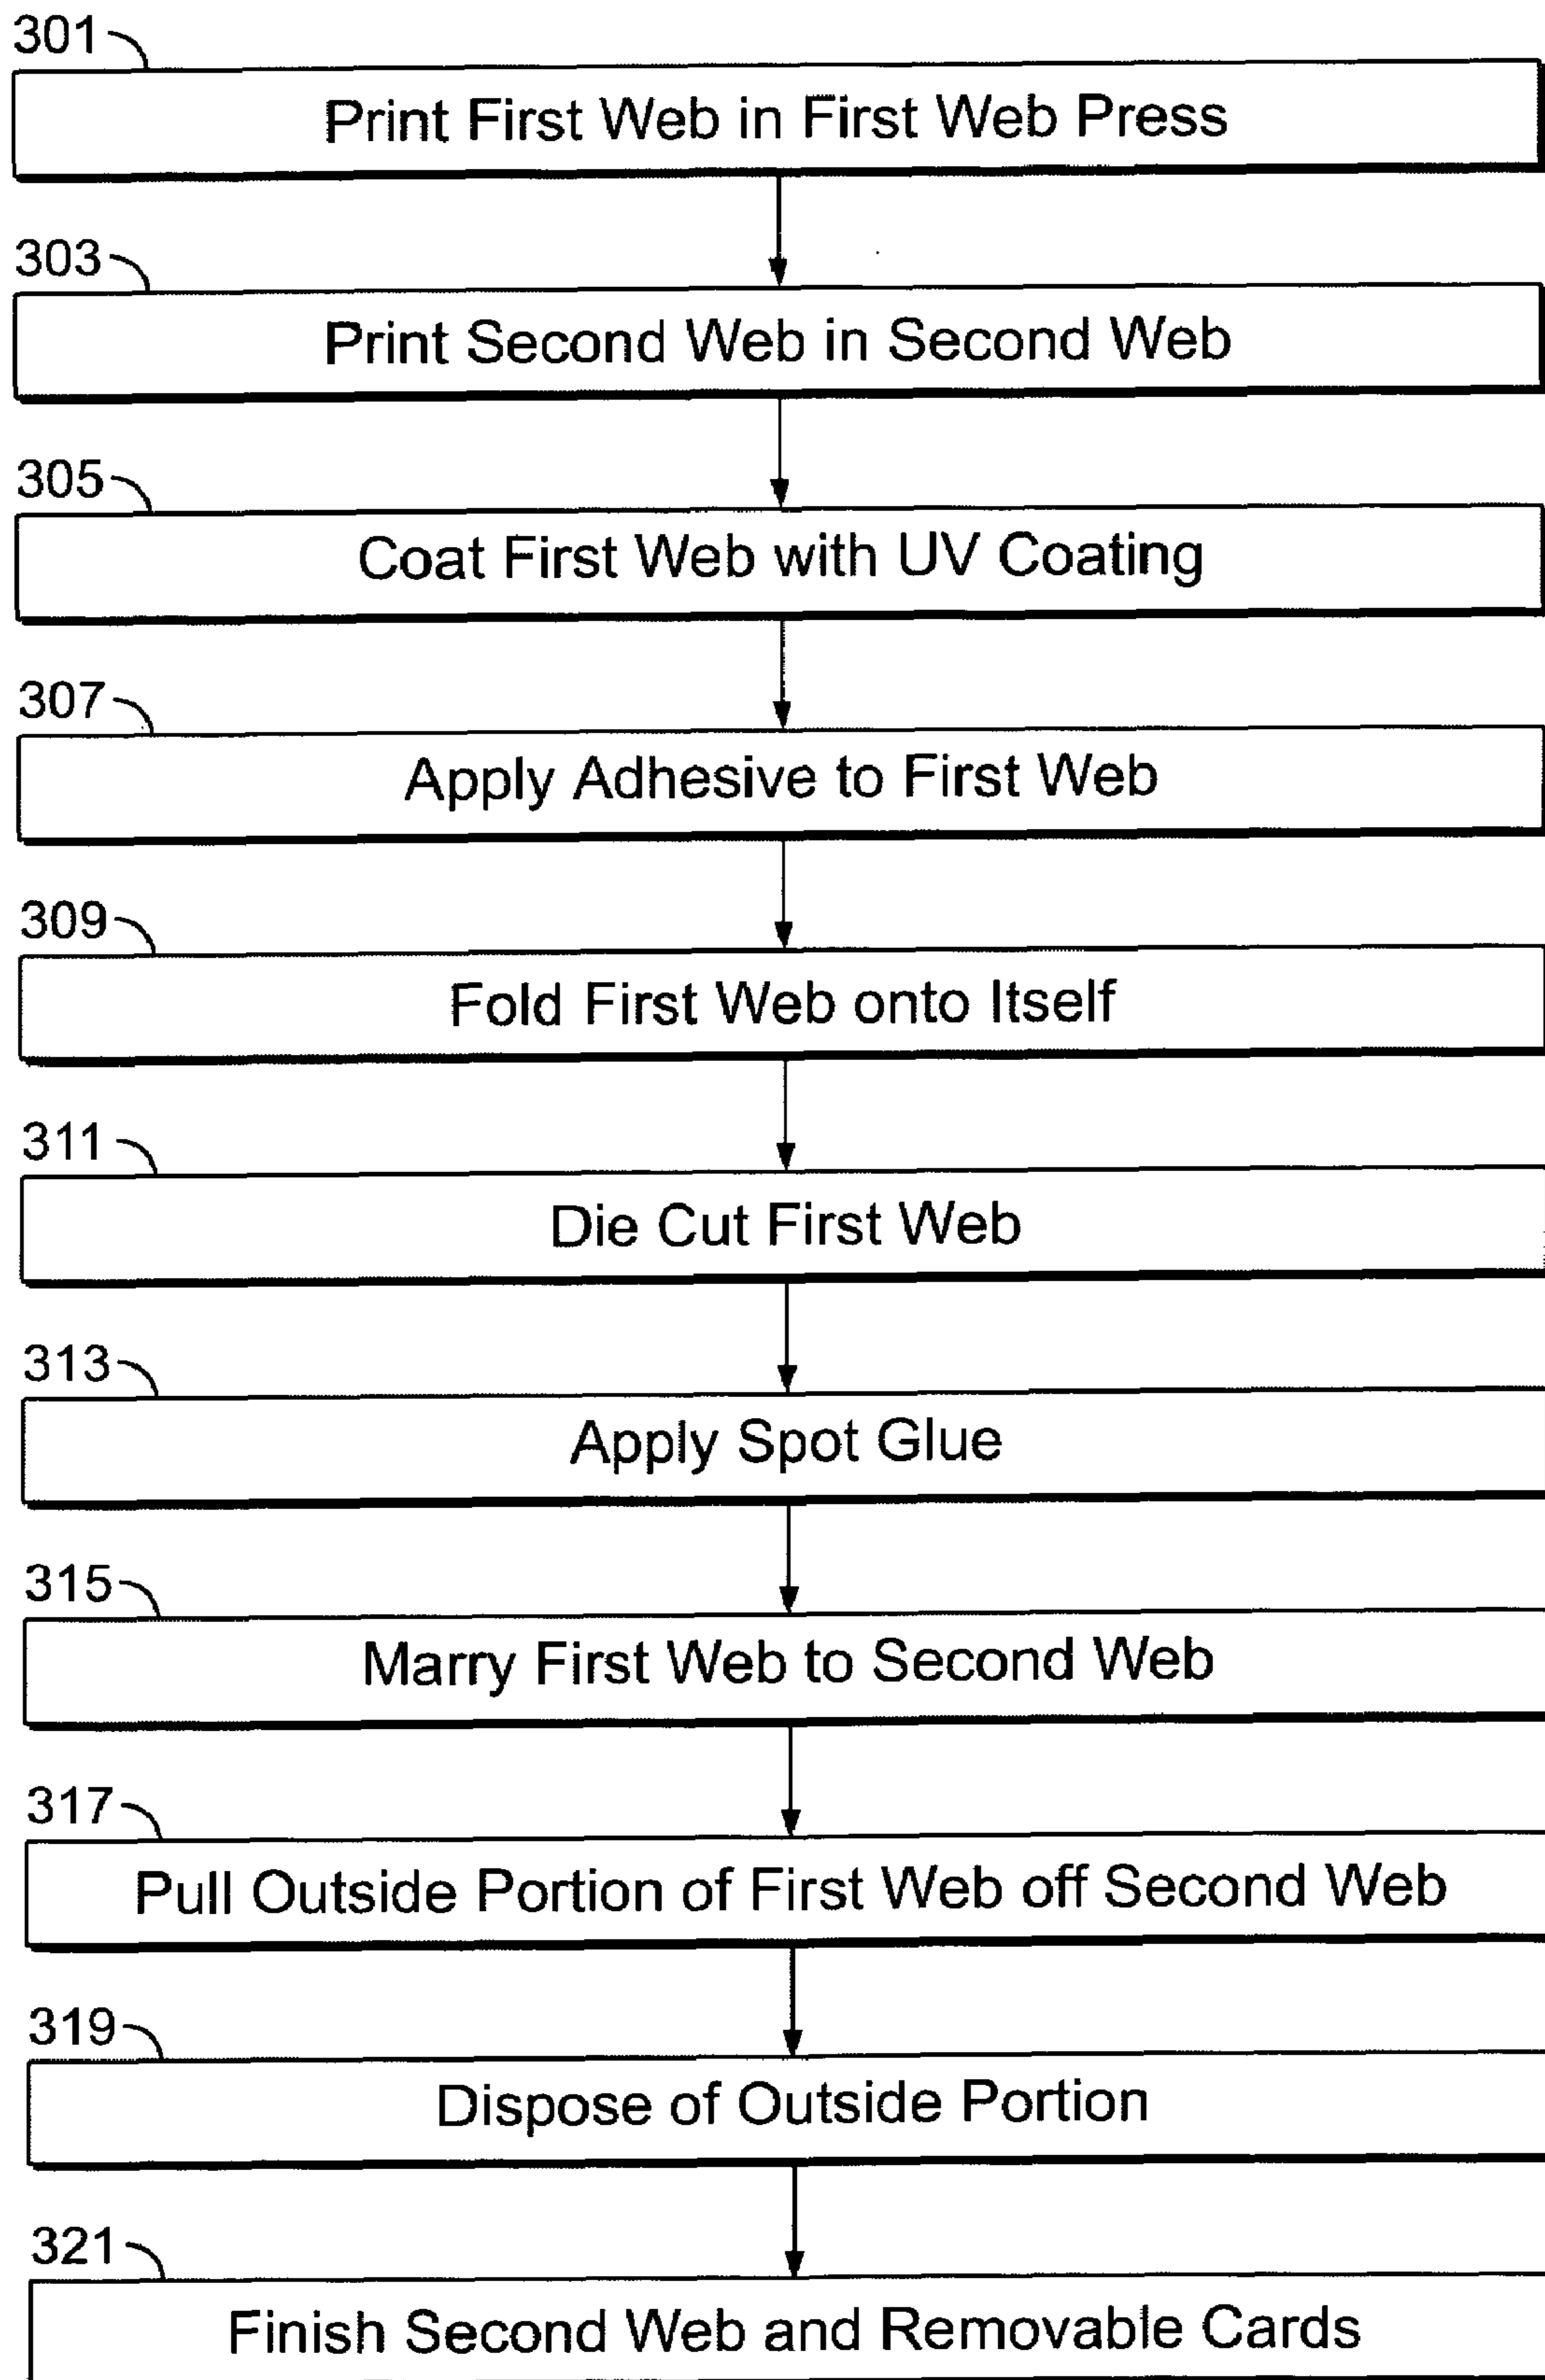 301
Print First Web in First Web Press
303
Print Second Web in Second Web
305
Coat First Web with UV Coating
307
Apply Adhesive to First Web
309
Fold First Web onto Itself
311
Die Cut First Web
313
Apply Spot Glue
315
Marry First Web to Second Web
317
Pull Outside Portion of First Web off Second Web
319
Dispose of Outside Portion
321
Finish Second Web and Removable Cards